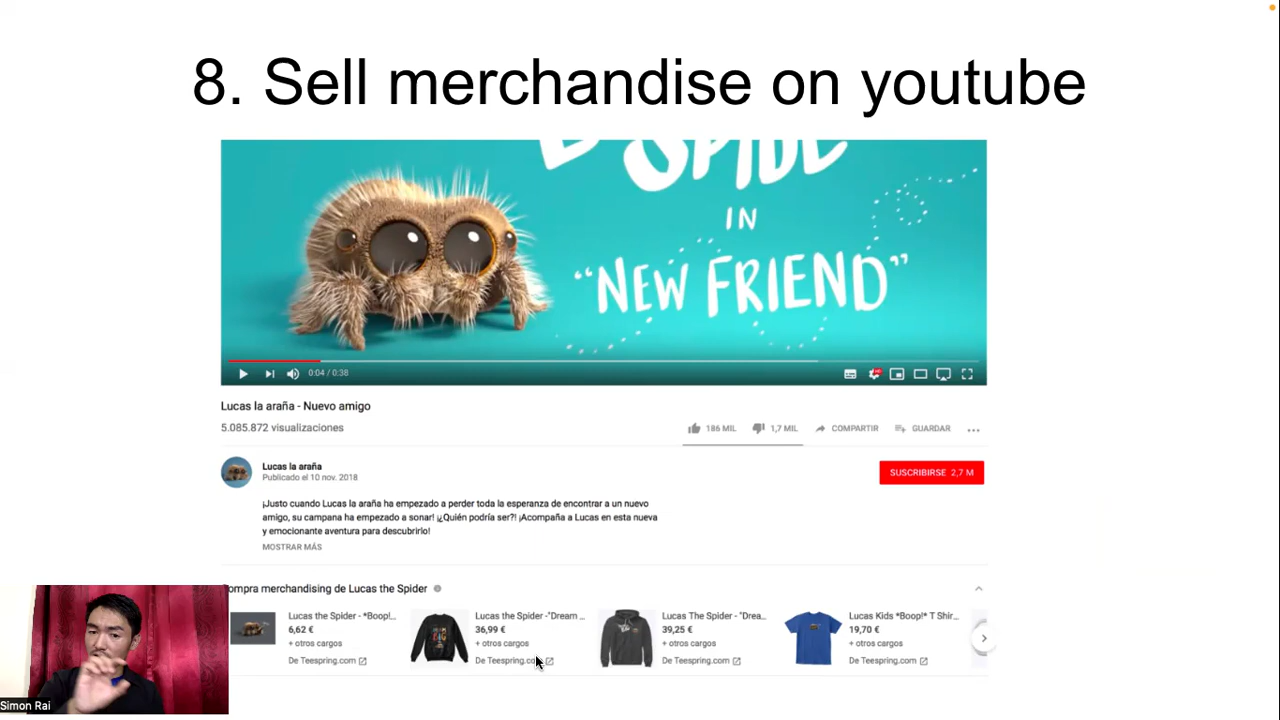 8. Sell merchandise on youtube
SPIDE
IN
“NEW FRIEND”
0:04 / 0:38
Lucas la araña - Nuevo amigo
5.085.872 visualizaciones
186 MIL 1,7 MIL COMPARTIR GUARDAR
Lucas la araña
Publicado el 10 nov. 2018
SUSCRIBIRSE 2,7 M
¡Justo cuando Lucas la araña ha empezado a perder toda la esperanza de encontrar a un nuevo
amigo, su campana ha empezado a sonar! ¡¿Quién podría ser?! ¡Acompaña a Lucas en esta nueva
y emocionante aventura para descubrirlo!
MOSTRAR MÁS
ompra merchandising de Lucas the Spider
Lucas the Spider - *Boop!...
6,62 €
+ otros cargos
De Teespring.com
Lucas the Spider -"Dream ...
36,99 €
+ otros cargos
De Teespring.com
Lucas The Spider - "Drea...
39,25 €
+ otros cargos
De Teespring.com
Lucas Kids *Boop!* T Shir...
19,70 €
+ otros cargos
De Teespring.com
Simon Rai